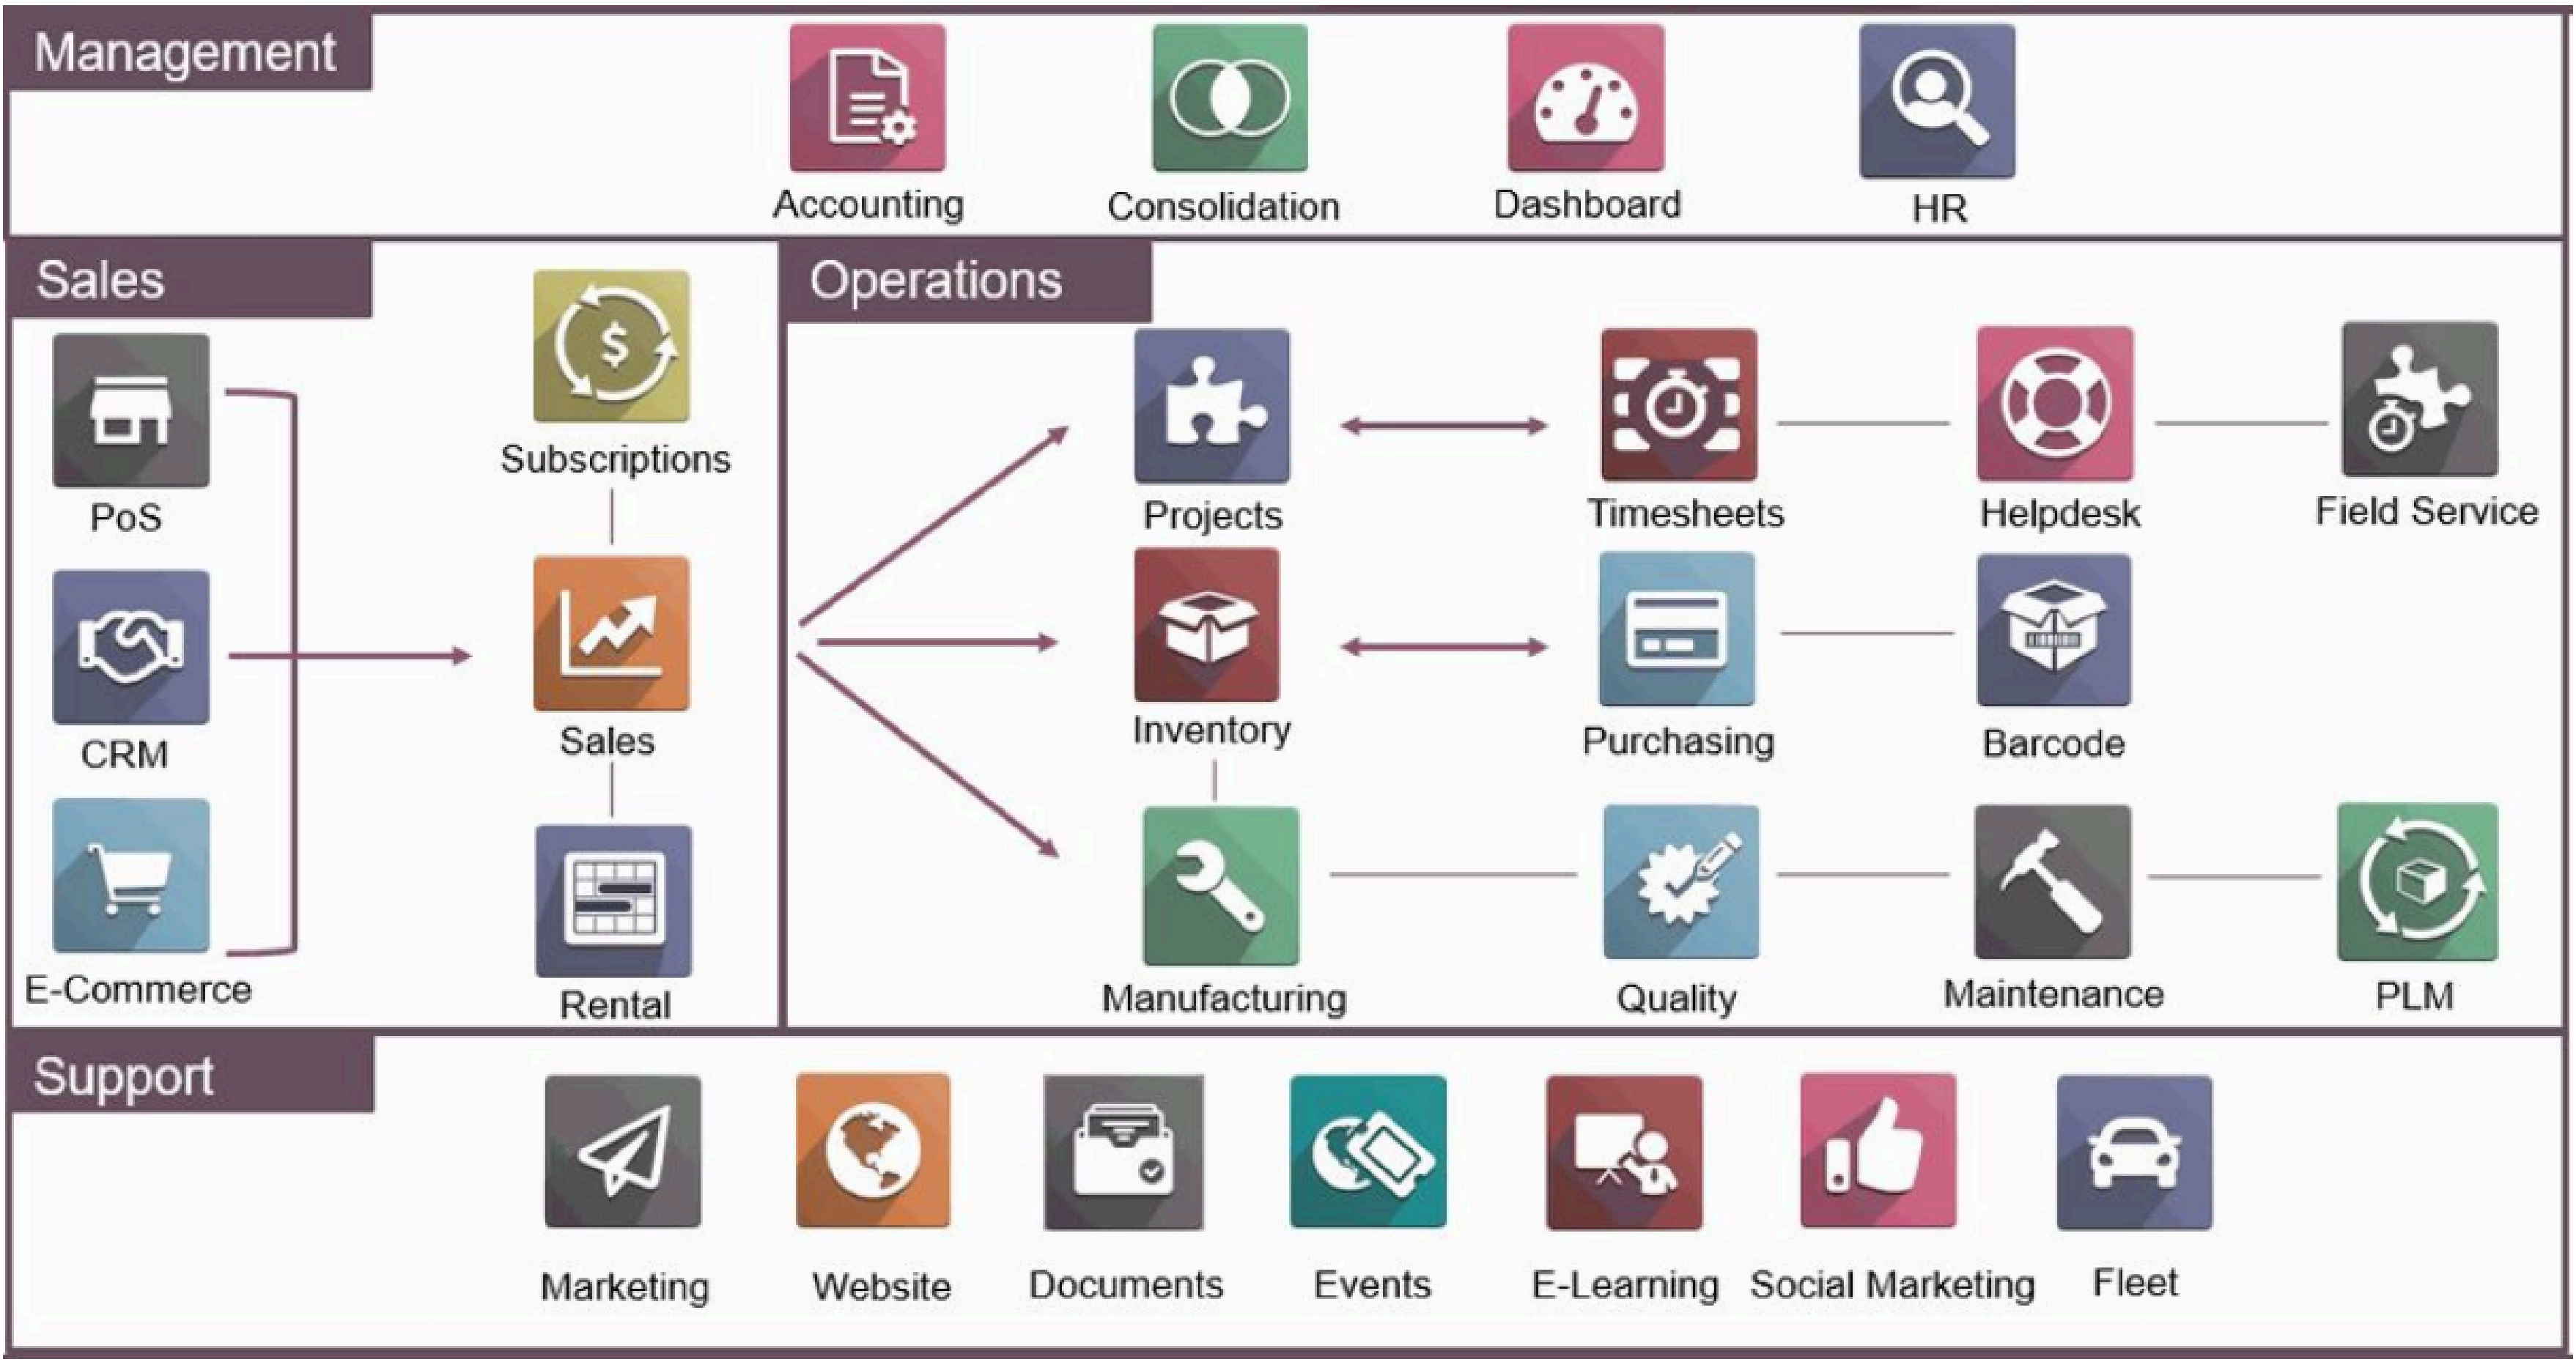 Management
Accounting
Consolidation
Dashboard
HR
Sales
$
Subscriptions
PoS
CRM
Sales
E-Commerce
Rental
Operations
Projects
Timesheets
Helpdesk
Field Service
Inventory
Purchasing
Barcode
Manufacturing
Quality
Maintenance
PLM
Support
Marketing
Website
Documents
Events
E-Learning
Social Marketing
Fleet